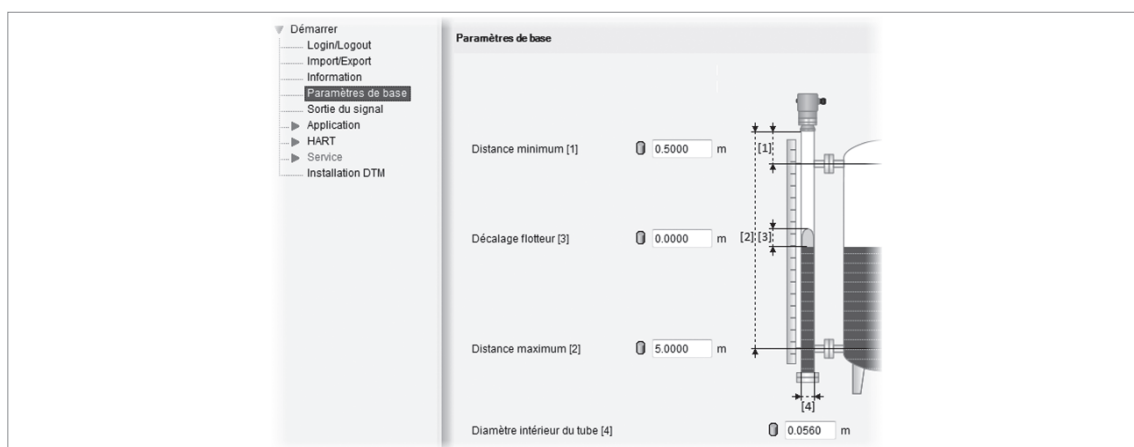 Démarrer
Login/Logout
Import/Export
Information
Paramètres de base
Sortie du signal
Application
HART
Service
Installation DTM
Paramètres de base
Distance minimum [1] 0.5000 m
[1]
Décalage flotteur [3] 0.0000 m
[2] [3]
Distance maximum [2] 5.0000 m
[4]
Diamètre intérieur du tube [4] 0.0560 m